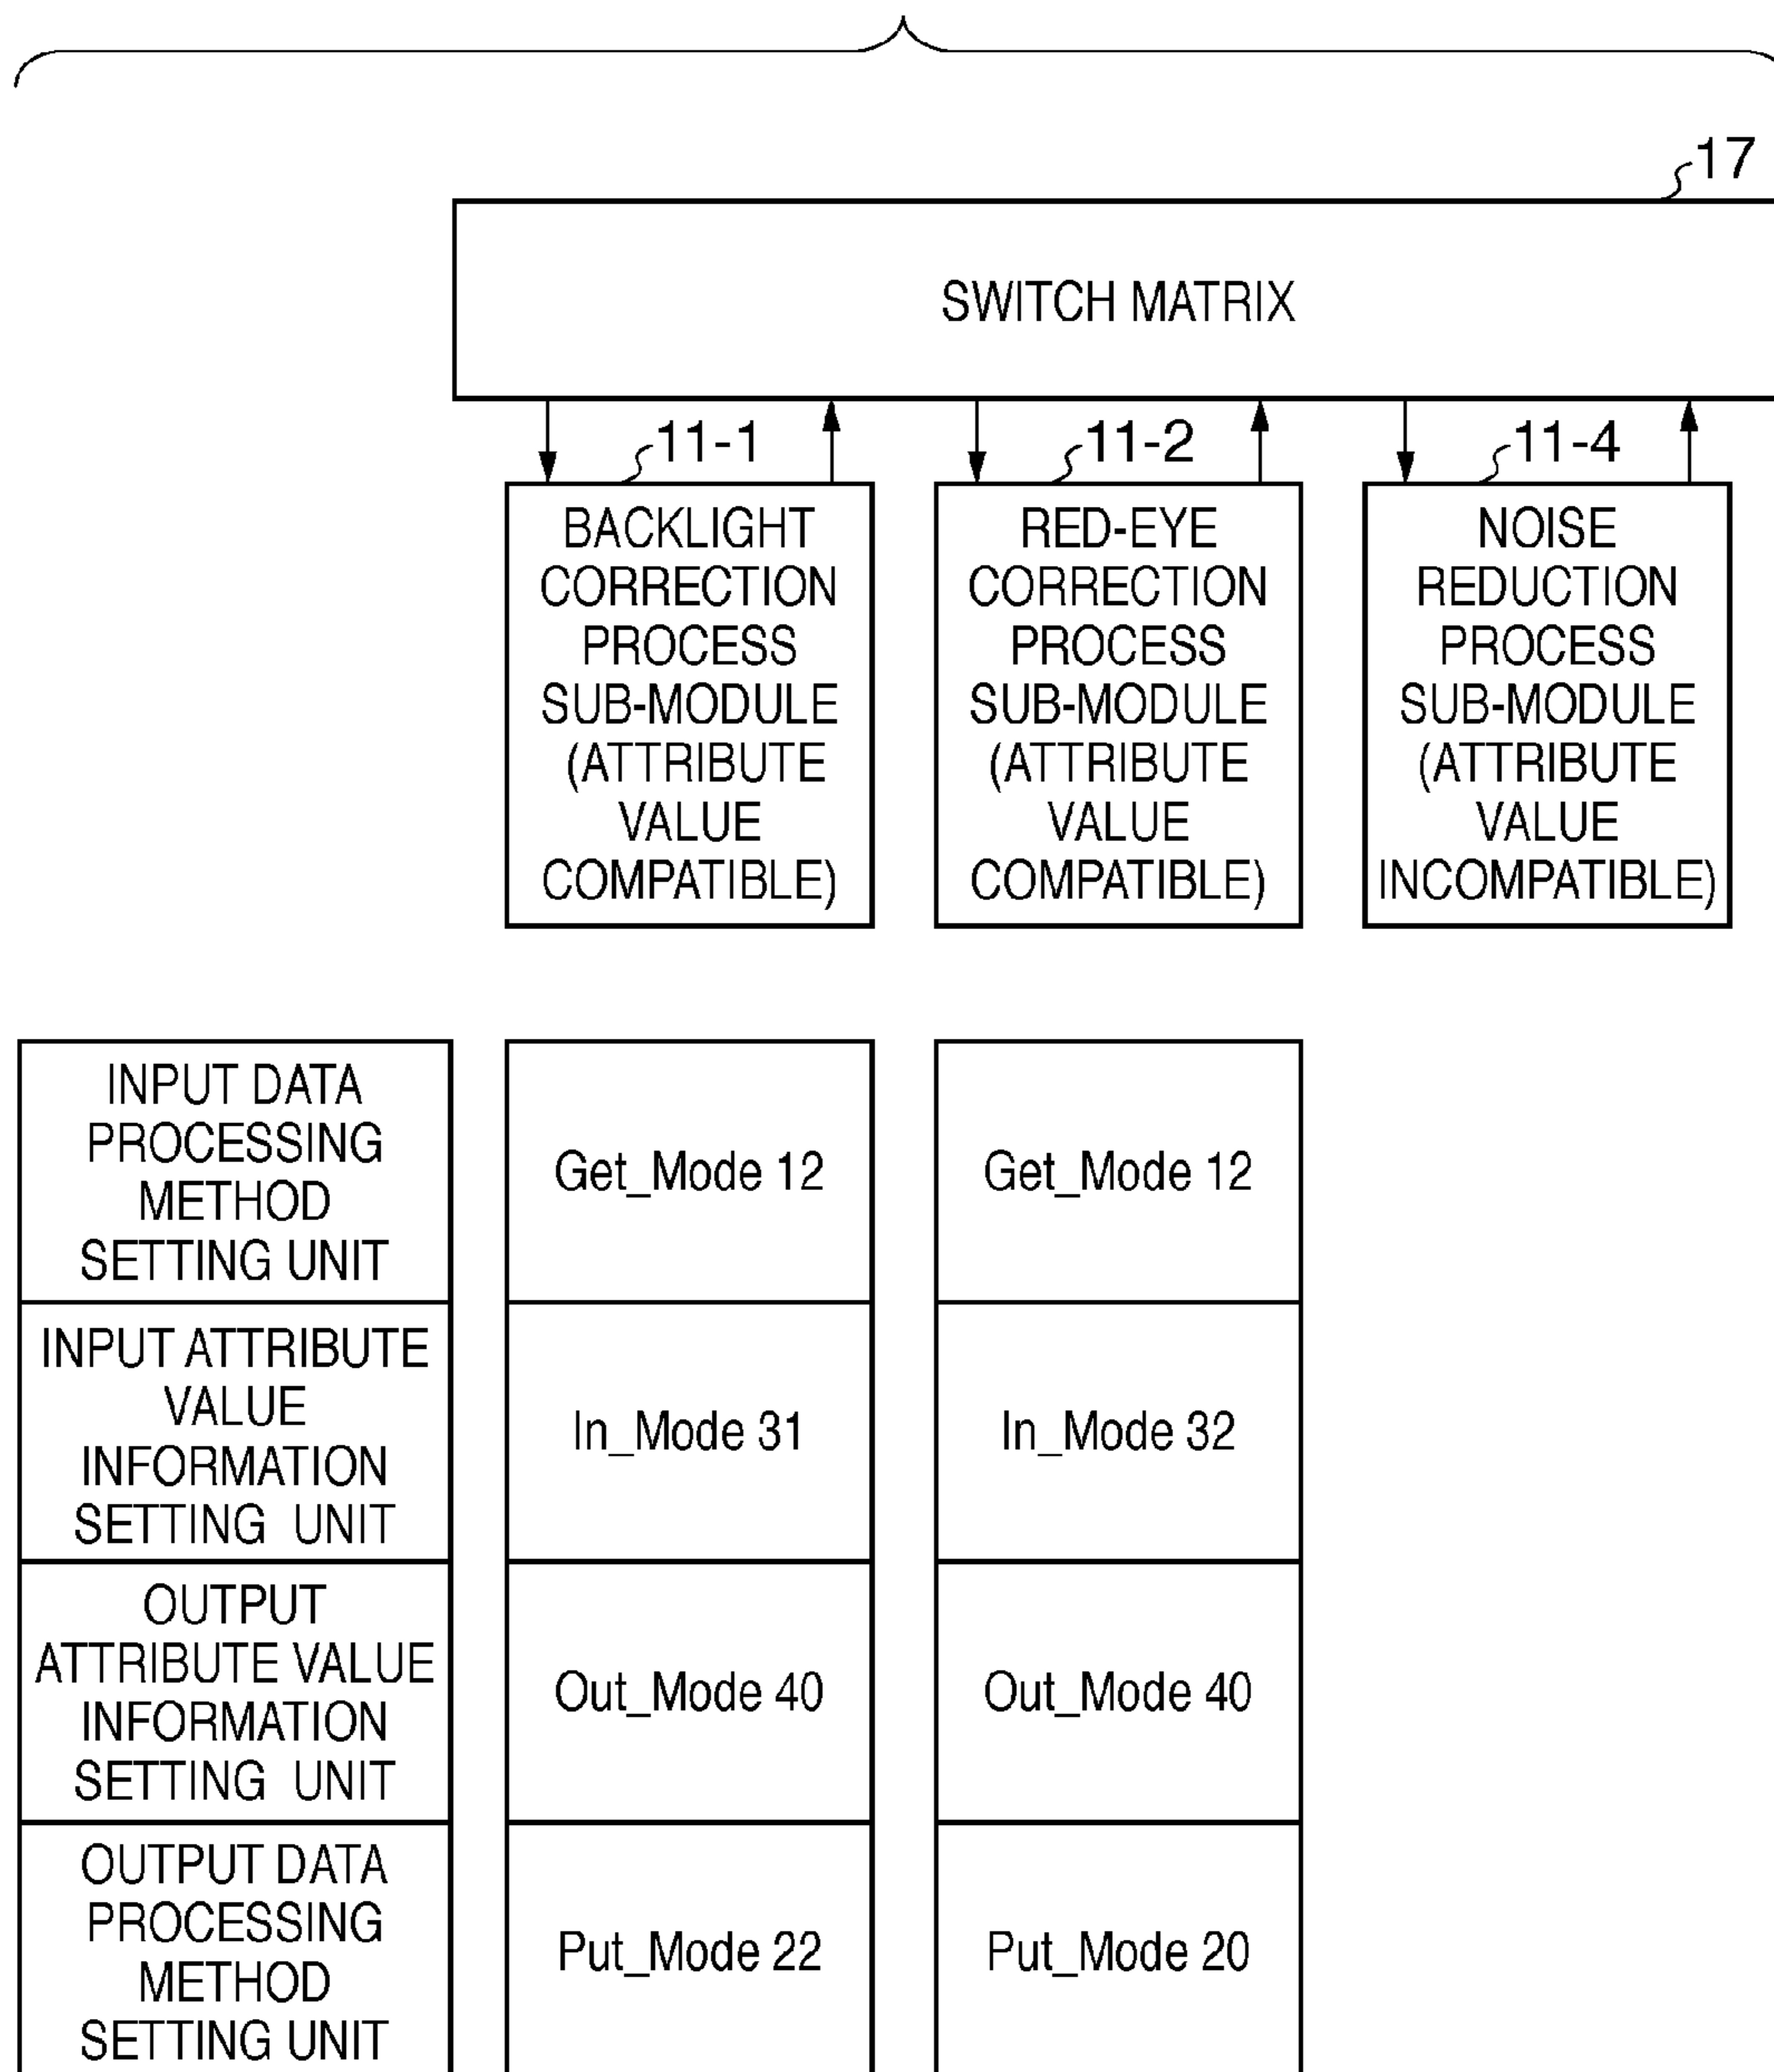 17
SWITCH MATRIX
11-1
BACKLIGHT
CORRECTION
PROCESS
SUB-MODULE
(ATTRIBUTE
VALUE
COMPATIBLE)
11-2
RED-EYE
CORRECTION
PROCESS
SUB-MODULE
(ATTRIBUTE
VALUE
COMPATIBLE)
11-4
NOISE
REDUCTION
PROCESS
SUB-MODULE
(ATTRIBUTE
VALUE
INCOMPATIBLE)
INPUT DATA
PROCESSING
METHOD
SETTING UNIT
Get_Mode 12
Get_Mode 12
INPUT ATTRIBUTE
VALUE
INFORMATION
SETTING UNIT
In_Mode 31
In_Mode 32
OUTPUT
ATTRIBUTE VALUE
INFORMATION
SETTING UNIT
Out_Mode 40
Out_Mode 40
OUTPUT DATA
PROCESSING
METHOD
SETTING UNIT
Put_Mode 22
Put_Mode 20